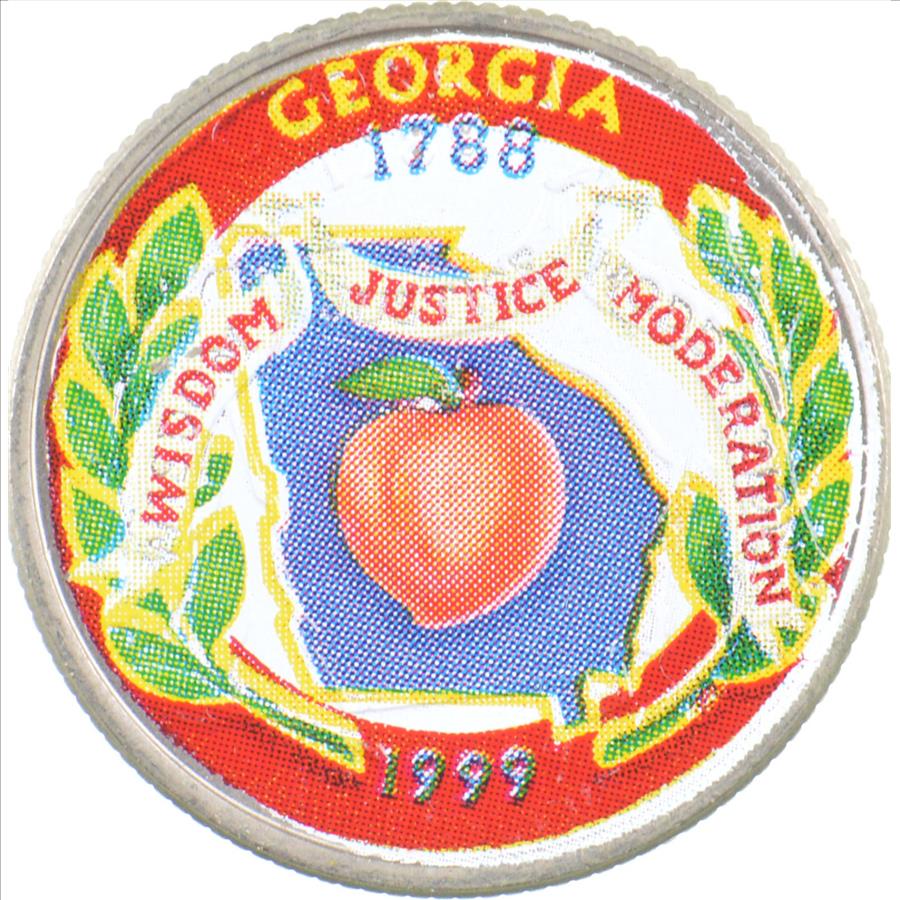 GEORGIA
1788
WISDOM
JUSTICE
MODERATION
1999